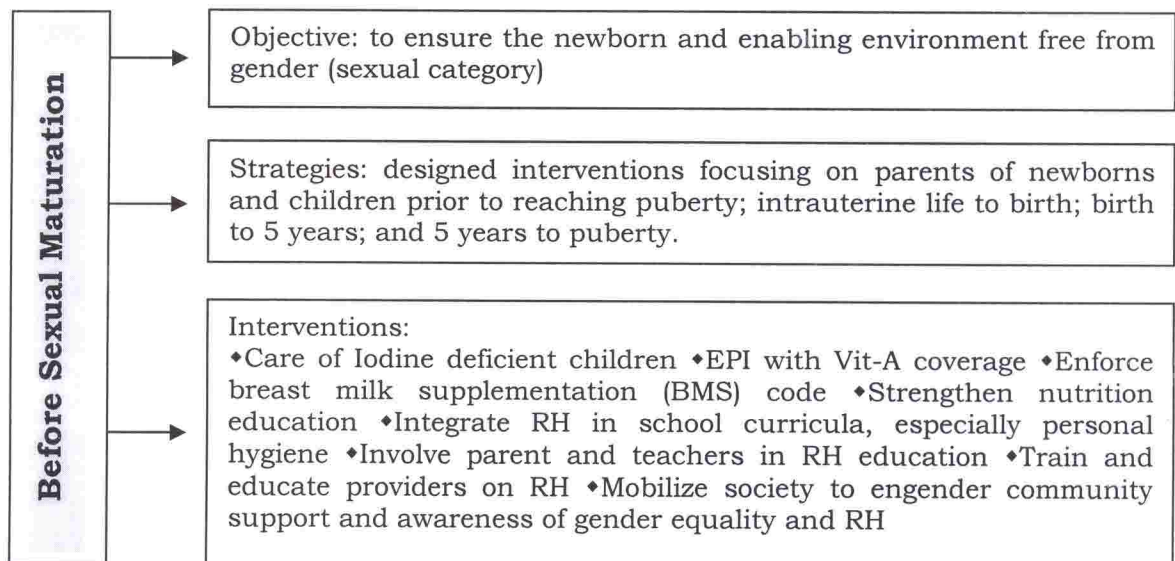 Before Sexual Maturation
Objective: to ensure the newborn and enabling environment free from
gender (sexual category)
Strategies: designed interventions focusing on parents of newborns
and children prior to reaching puberty; intrauterine life to birth; birth
to 5 years; and 5 years to puberty.
Interventions:
◆Care of Iodine deficient children ◆EPI with Vit-A coverage ◆Enforce
breast milk supplementation (BMS) code ◆Strengthen nutrition
education ◆Integrate RH in school curricula, especially personal
hygiene ◆Involve parent and teachers in RH education ◆Train and
educate providers on RH ◆Mobilize society to engender community
support and awareness of gender equality and RH